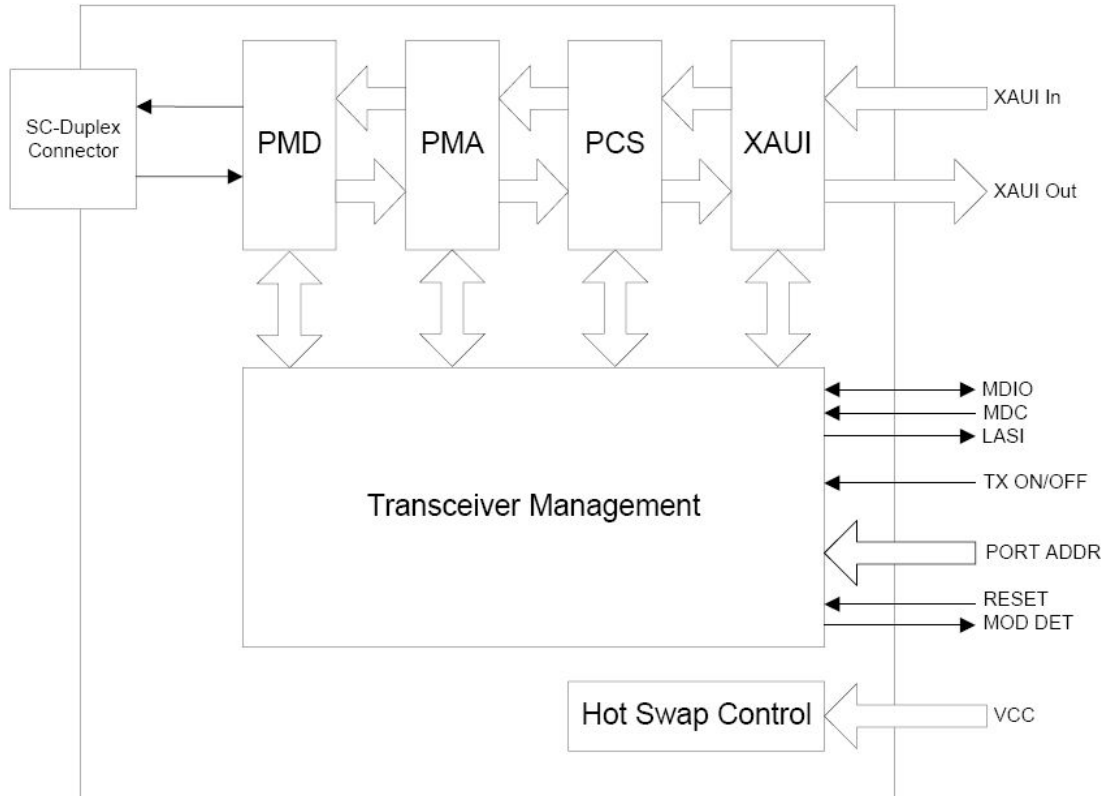 SC-Duplex
Connector
PMD
PMA
PCS
XAUI
XAUI In
XAUI Out
MDIO
MDC
LASI
TX ON/OFF
Transceiver Management
PORT ADDR
RESET
MOD DET
Hot Swap Control
VCC